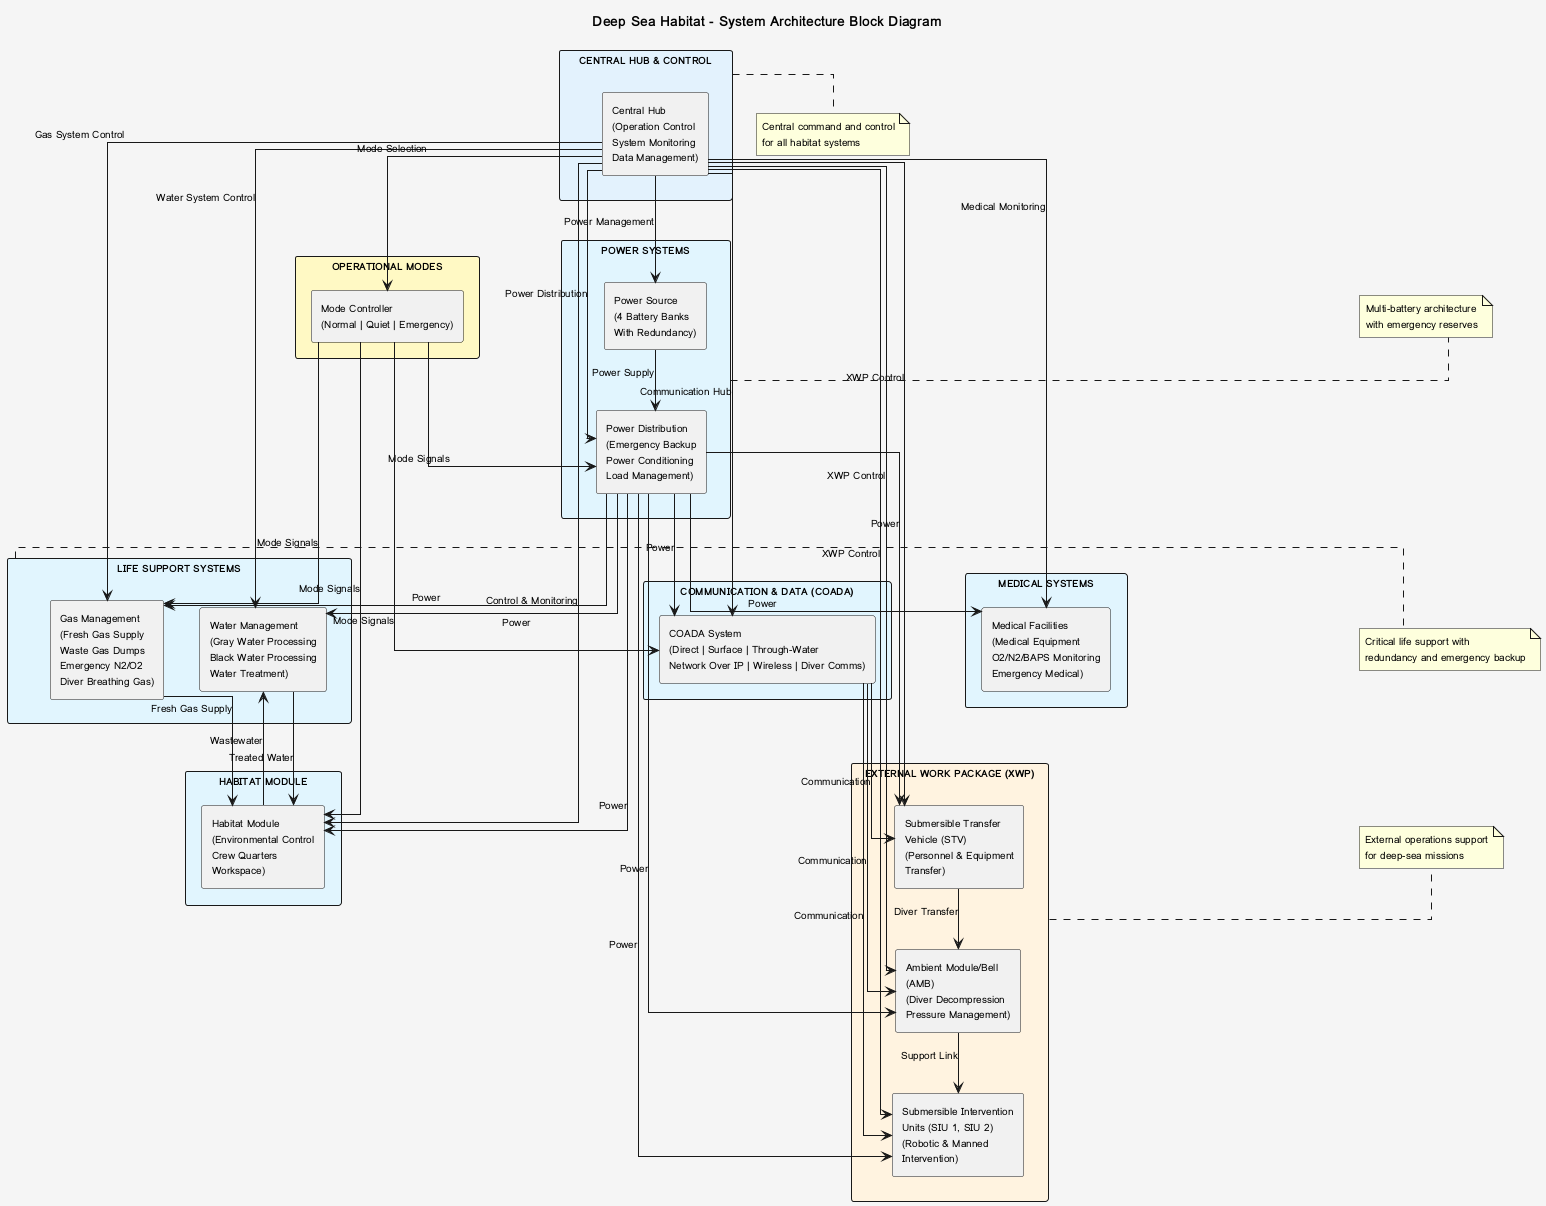 Deep Sea Habitat - System Architecture Block Diagram
CENTRAL HUB & CONTROL
Central Hub
(Operation Control
System Monitoring
Data Management)
Central command and control
for all habitat systems
Gas System Control
Mode Selection
Water System Control
Medical Monitoring
Power Management
POWER SYSTEMS
OPERATIONAL MODES
Mode Controller
(Normal | Quiet | Emergency)
Power Distribution
Power Source
(4 Battery Banks
With Redundancy)
Multi-battery architecture
with emergency reserves
Power Supply
XWP Control
Communication Hub
Power Distribution
(Emergency Backup
Power Conditioning
Load Management)
Mode Signals
XWP Control
Power
Mode Signals
Power
XWP Control
LIFE SUPPORT SYSTEMS
Mode Signals
Power
Control & Monitoring
COMMUNICATION & DATA (COADA)
Power
MEDICAL SYSTEMS
Gas Management
(Fresh Gas Supply
Waste Gas Dumps
Emergency N2/O2
Diver Breathing Gas)
Water Management
(Gray Water Processing
Black Water Processing
Water Treatment)
Mode Signals
Power
COADA System
(Direct | Surface | Through-Water
Network Over IP | Wireless | Diver Comms)
Medical Facilities
(Medical Equipment
O2/N2/BAPS Monitoring
Emergency Medical)
Critical life support with
redundancy and emergency backup
Fresh Gas Supply
Wastewater
Treated Water
HABITAT MODULE
Habitat Module
(Environmental Control
Crew Quarters
Workspace)
Power
Communication
EXTERNAL WORK PACKAGE (XWP)
Submersible Transfer
Vehicle (STV)
(Personnel & Equipment
Transfer)
External operations support
for deep-sea missions
Power
Communication
Communication
Diver Transfer
Power
Ambient Module/Bell
(AMB)
(Diver Decompression
Pressure Management)
Support Link
Submersible Intervention
Units (SIU 1, SIU 2)
(Robotic & Manned
Intervention)